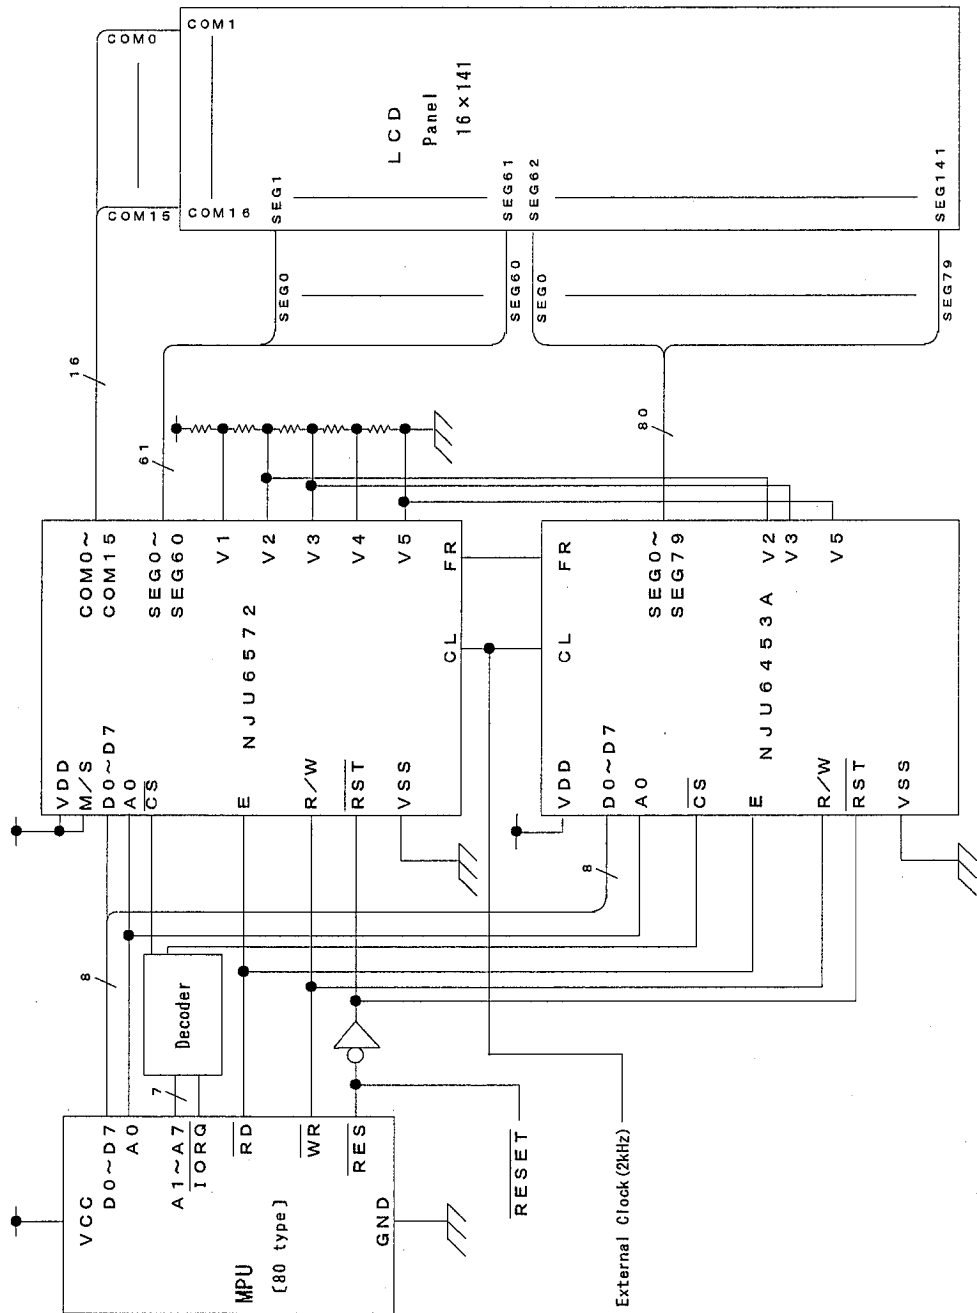 VCC
D0~D7
A0
A1~A7
IORQ
RD
WR
RES
GND
MPU
[80 type]
8
7
Decoder
RESET
External Clock(2kHz)
VDD
M/S
D0~D7
A0
CS
E
R/W
RST
VSS
NJU6572
COM0~
COM15
SEG0~
SEG60
V1
V2
V3
V4
V5
CL
FR
8
VDD
D0~D7
A0
CS
E
R/W
RST
VSS
NJU6453A
SEG0~
SEG79
V2
V3
V5
CL
FR
16
61
80
COM0
COM15
SEG0
SEG60
SEG0
SEG79
COM1
COM16
SEG1
SEG61
SEG62
SEG141
LCD
Panel
16×141